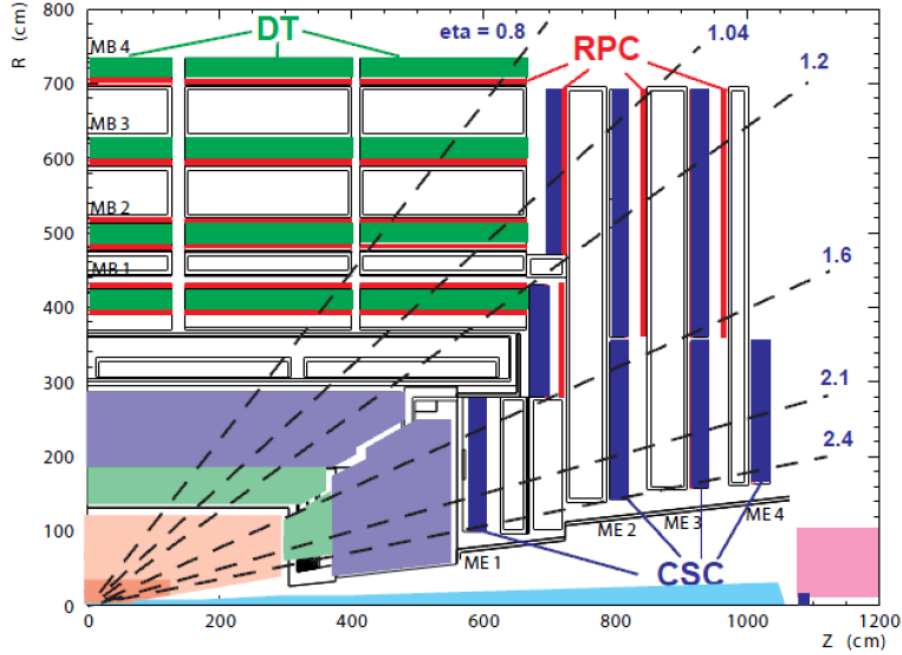 R (cm)
800
700
600
500
400
300
200
100
0
MB 4
MB 3
MB 2
MB 1
DT
eta = 0.8
RPC
1.04
1.2
1.6
2.1
2.4
ME 1
ME 2
ME 3
ME 4
CSC
0
200
400
600
800
1000
1200
Z (cm)